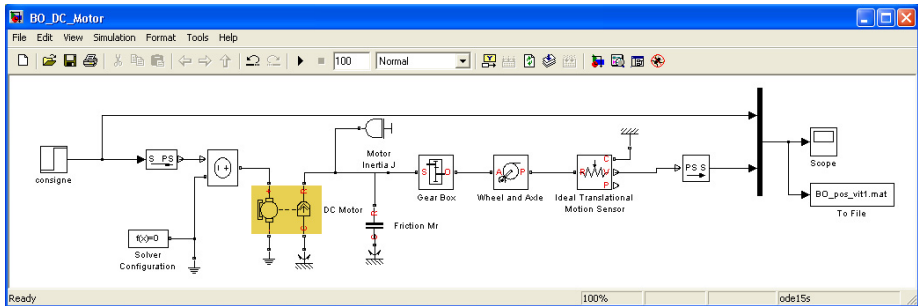 BO_DC_Motor
File Edit View Simulation Format Tools Help
100 Normal
consigne
S PS
f(x)=0
Solver
Configuration
DC Motor
Motor
Inertia J
Friction Mr
S O
Gear Box
A P
Wheel and Axle
R C V P
Ideal Translational
Motion Sensor
PS S
Scope
BO_pos_vit1.mat
To File
Ready 100% ode15s